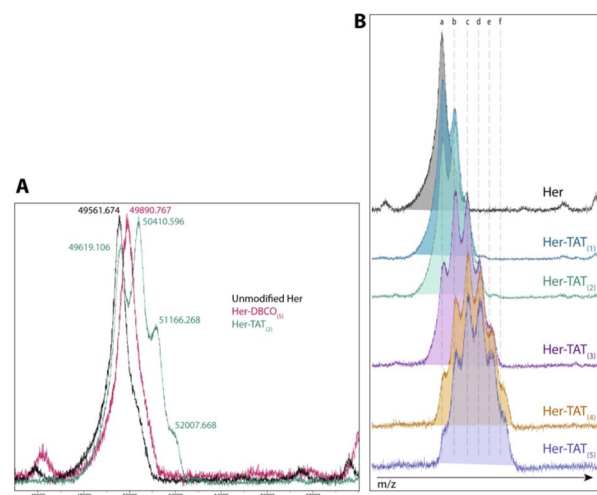 A
49561.674
49890.767
50410.596
49619.106
51166.268
52007.668
Unmodified Her
Her-DBCO(5)
Her-TAT(2)
B
a b c d e f
Her
Her-TAT(1)
Her-TAT(2)
Her-TAT(3)
Her-TAT(4)
Her-TAT(5)
m/z